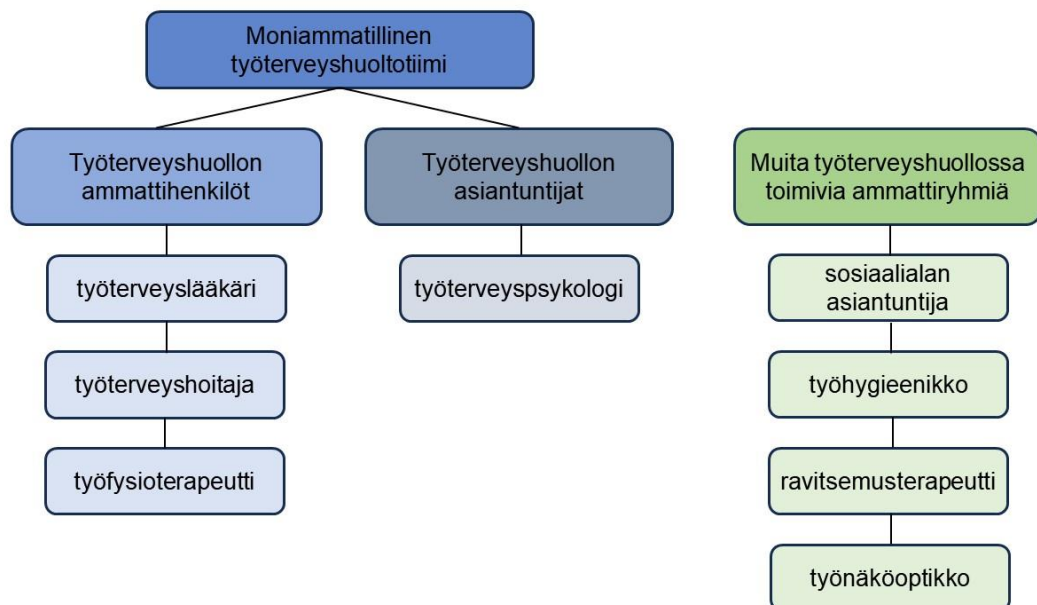 Moniammatillinen
työterveyshuoltotiimi
Työterveyshuollon
ammattihenkilöt
työterveyslääkäri
työterveyshoitaja
työfysioterapeutti
Työterveyshuollon
asiantuntijat
työterveyspsykologi
Muita työterveyshuollossa
toimivia ammattiryhmiä
sosiaalialan
asiantuntija
työhygieenikko
ravitsemusterapeutti
työnäköoptikko